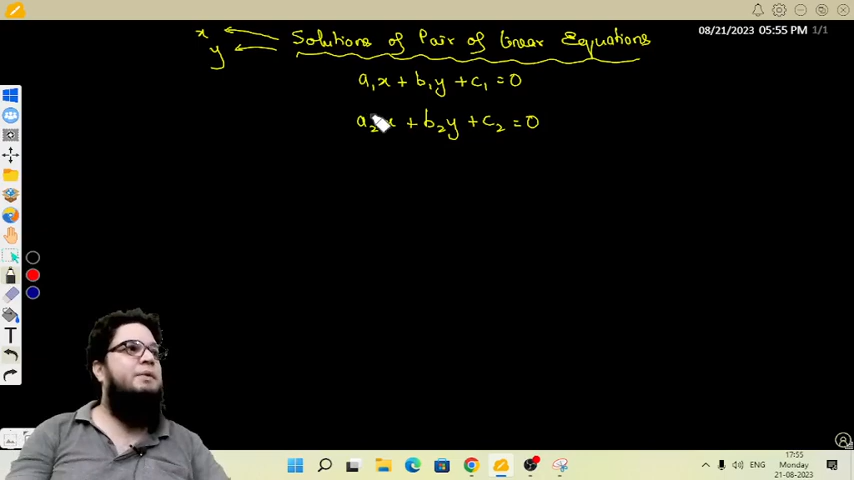 08/21/2023 05:55 PM 1/1
x Solutions of Pair of linear Equations
y
a₁x + b₁y + c₁ = 0
a₂x + b₂y + c₂ = 0
T
ENG
17:55
Monday
21-08-2023